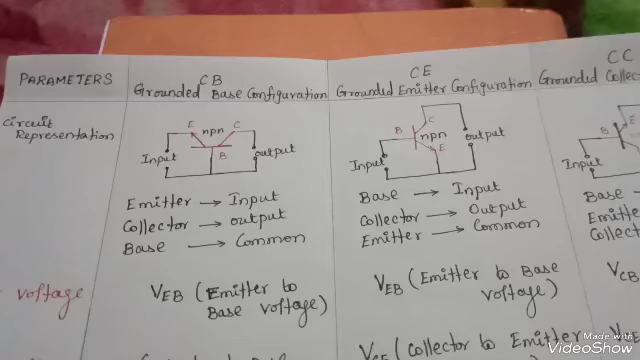 PARAMETERS
CB
Grounded Base Configuration
CE
Grounded Emitter Configuration
CC
Grounded
Circuit
Representation
E
npn
C
B
Input
output
C
B
npn
E
Input
output
E
B
Input
Emitter → Input
Collector → output
Base → Common
Base → Input
Collector → Output
Emitter → Common
Base
voltage
VEB (Emitter to
Base voltage)
VEB (Emitter to Base
voltage)
VCB
(Collector to Emitter
Made with
VideoShow